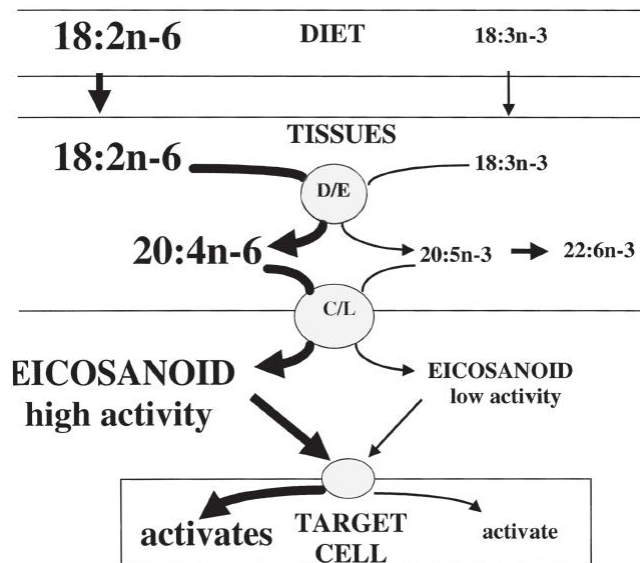 18:2n-6 DIET 18:3n-3
TISSUES
18:2n-6 18:3n-3
D/E
20:4n-6 20:5n-3 22:6n-3
C/L
EICOSANOID
high activity
EICOSANOID
low activity
activates
TARGET
CELL
activate